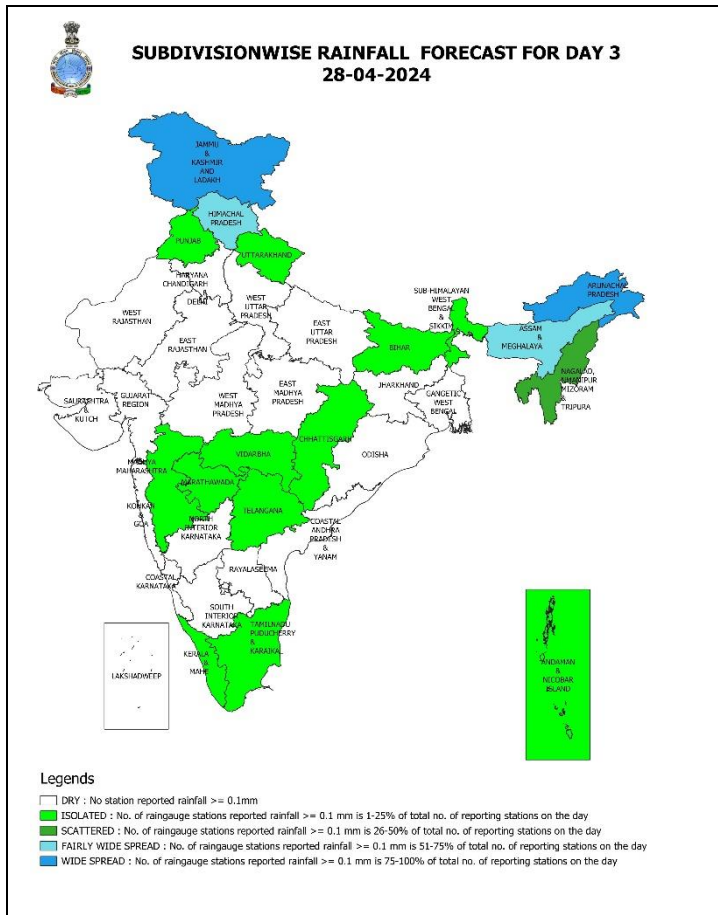 SUBDIVISIONWISE RAINFALL FORECAST FOR DAY 3
28-04-2024
JAMMU
&
KASHMIR
AND
LADAKH
HIMACHAL
PRADESH
PUNJAB
UTTARAKHAND
HARYANA
CHANDIGARH
&
DELHI
WEST
UTTAR
PRADESH
EAST
UTTAR
PRADESH
WEST
RAJASTHAN
EAST
RAJASTHAN
SUB-HIMALAYAN
WEST
BENGAL
&
SIKKIM
ARUNACHAL
PRADESH
ASSAM
&
MEGHALAYA
BIHAR
JHARKHAND
GANGETIC
WEST
BENGAL
MIZORAM
&
TRIPURA
SAURASHTRA
&
KUTCH
GUJARAT
REGION
WEST
MADHYA
PRADESH
EAST
MADHYA
PRADESH
CHHATTISGARH
ODISHA
MAHARASHTRA
VIDARBHA
MARATHAWADA
TELANGANA
KONKAN
&
GOA
NORTH
INTERIOR
KARNATAKA
COASTAL
ANDHRA
PRADESH
&
YANAM
RAYALASEEMA
COASTAL
KARNATAKA
SOUTH
INTERIOR
KARNATAKA
TAMILNADU
PUDUCHERRY
&
KARAIKAL
KERALA
&
MAHE
LAKSHADWEEP
ANDAMAN
&
NICOBAR
ISLAND
Legends
DRY : No station reported rainfall >= 0.1mm
ISOLATED : No. of raingauge stations reported rainfall >= 0.1 mm is 1-25% of total no. of reporting stations on the day
SCATTERED : No. of raingauge stations reported rainfall >= 0.1 mm is 26-50% of total no. of reporting stations on the day
FAIRLY WIDE SPREAD : No. of raingauge stations reported rainfall >= 0.1 mm is 51-75% of total no. of reporting stations on the day
WIDE SPREAD : No. of raingauge stations reported rainfall >= 0.1 mm is 75-100% of total no. of reporting stations on the day